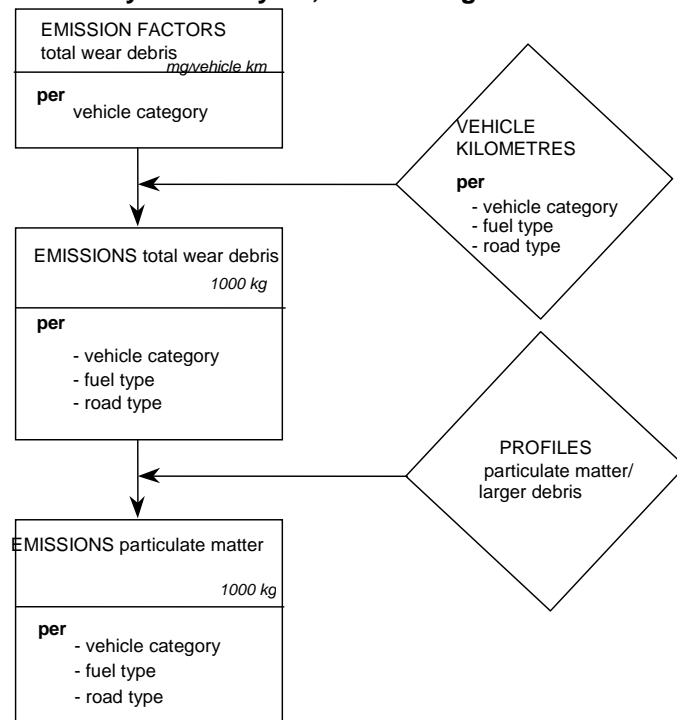 EMISSION FACTORS
total wear debris
mg/vehicle km
per
vehicle category
VEHICLE
KILOMETRES
per
- vehicle category
- fuel type
- road type
EMISSIONS total wear debris
1000 kg
per
- vehicle category
- fuel type
- road type
PROFILES
particulate matter/
larger debris
EMISSIONS particulate matter
1000 kg
per
- vehicle category
- fuel type
- road type